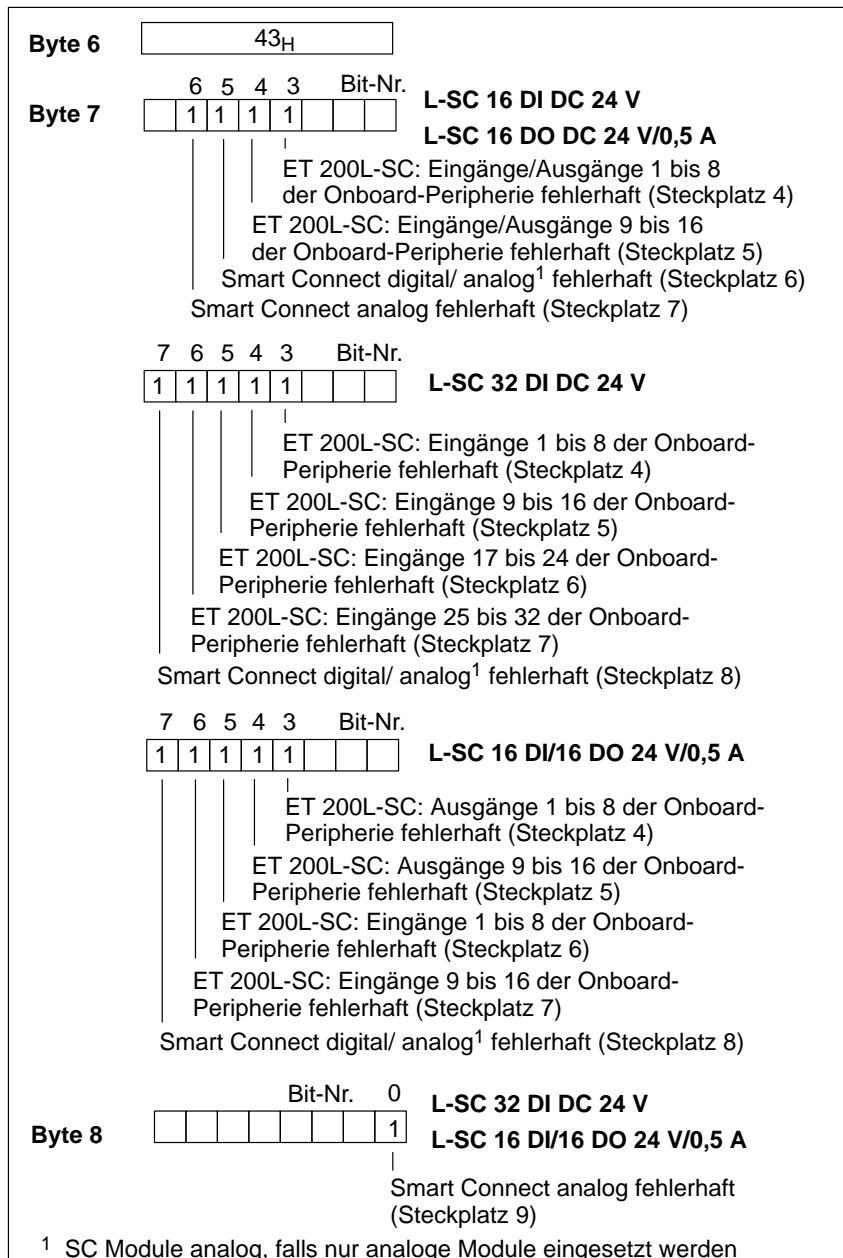 Byte 6 43H
6 5 4 3 Bit-Nr.
Byte 7 1 1 1 1
L-SC 16 DI DC 24 V
L-SC 16 DO DC 24 V/0,5 A
ET 200L-SC: Eingänge/Ausgänge 1 bis 8
der Onboard-Peripherie fehlerhaft (Steckplatz 4)
ET 200L-SC: Eingänge/Ausgänge 9 bis 16
der Onboard-Peripherie fehlerhaft (Steckplatz 5)
Smart Connect digital/ analog1 fehlerhaft (Steckplatz 6)
Smart Connect analog fehlerhaft (Steckplatz 7)
7 6 5 4 3 Bit-Nr.
1 1 1 1 1 L-SC 32 DI DC 24 V
ET 200L-SC: Eingänge 1 bis 8 der Onboard-
Peripherie fehlerhaft (Steckplatz 4)
ET 200L-SC: Eingänge 9 bis 16 der Onboard-
Peripherie fehlerhaft (Steckplatz 5)
ET 200L-SC: Eingänge 17 bis 24 der Onboard-
Peripherie fehlerhaft (Steckplatz 6)
ET 200L-SC: Eingänge 25 bis 32 der Onboard-
Peripherie fehlerhaft (Steckplatz 7)
Smart Connect digital/ analog1 fehlerhaft (Steckplatz 8)
7 6 5 4 3 Bit-Nr.
1 1 1 1 1 L-SC 16 DI/16 DO 24 V/0,5 A
ET 200L-SC: Ausgänge 1 bis 8 der Onboard-
Peripherie fehlerhaft (Steckplatz 4)
ET 200L-SC: Ausgänge 9 bis 16 der Onboard-
Peripherie fehlerhaft (Steckplatz 5)
ET 200L-SC: Eingänge 1 bis 8 der Onboard-
Peripherie fehlerhaft (Steckplatz 6)
ET 200L-SC: Eingänge 9 bis 16 der Onboard-
Peripherie fehlerhaft (Steckplatz 7)
Smart Connect digital/ analog1 fehlerhaft (Steckplatz 8)
Bit-Nr. 0
Byte 8 1
L-SC 32 DI DC 24 V
L-SC 16 DI/16 DO 24 V/0,5 A
Smart Connect analog fehlerhaft
(Steckplatz 9)
1 SC Module analog, falls nur analoge Module eingesetzt werden